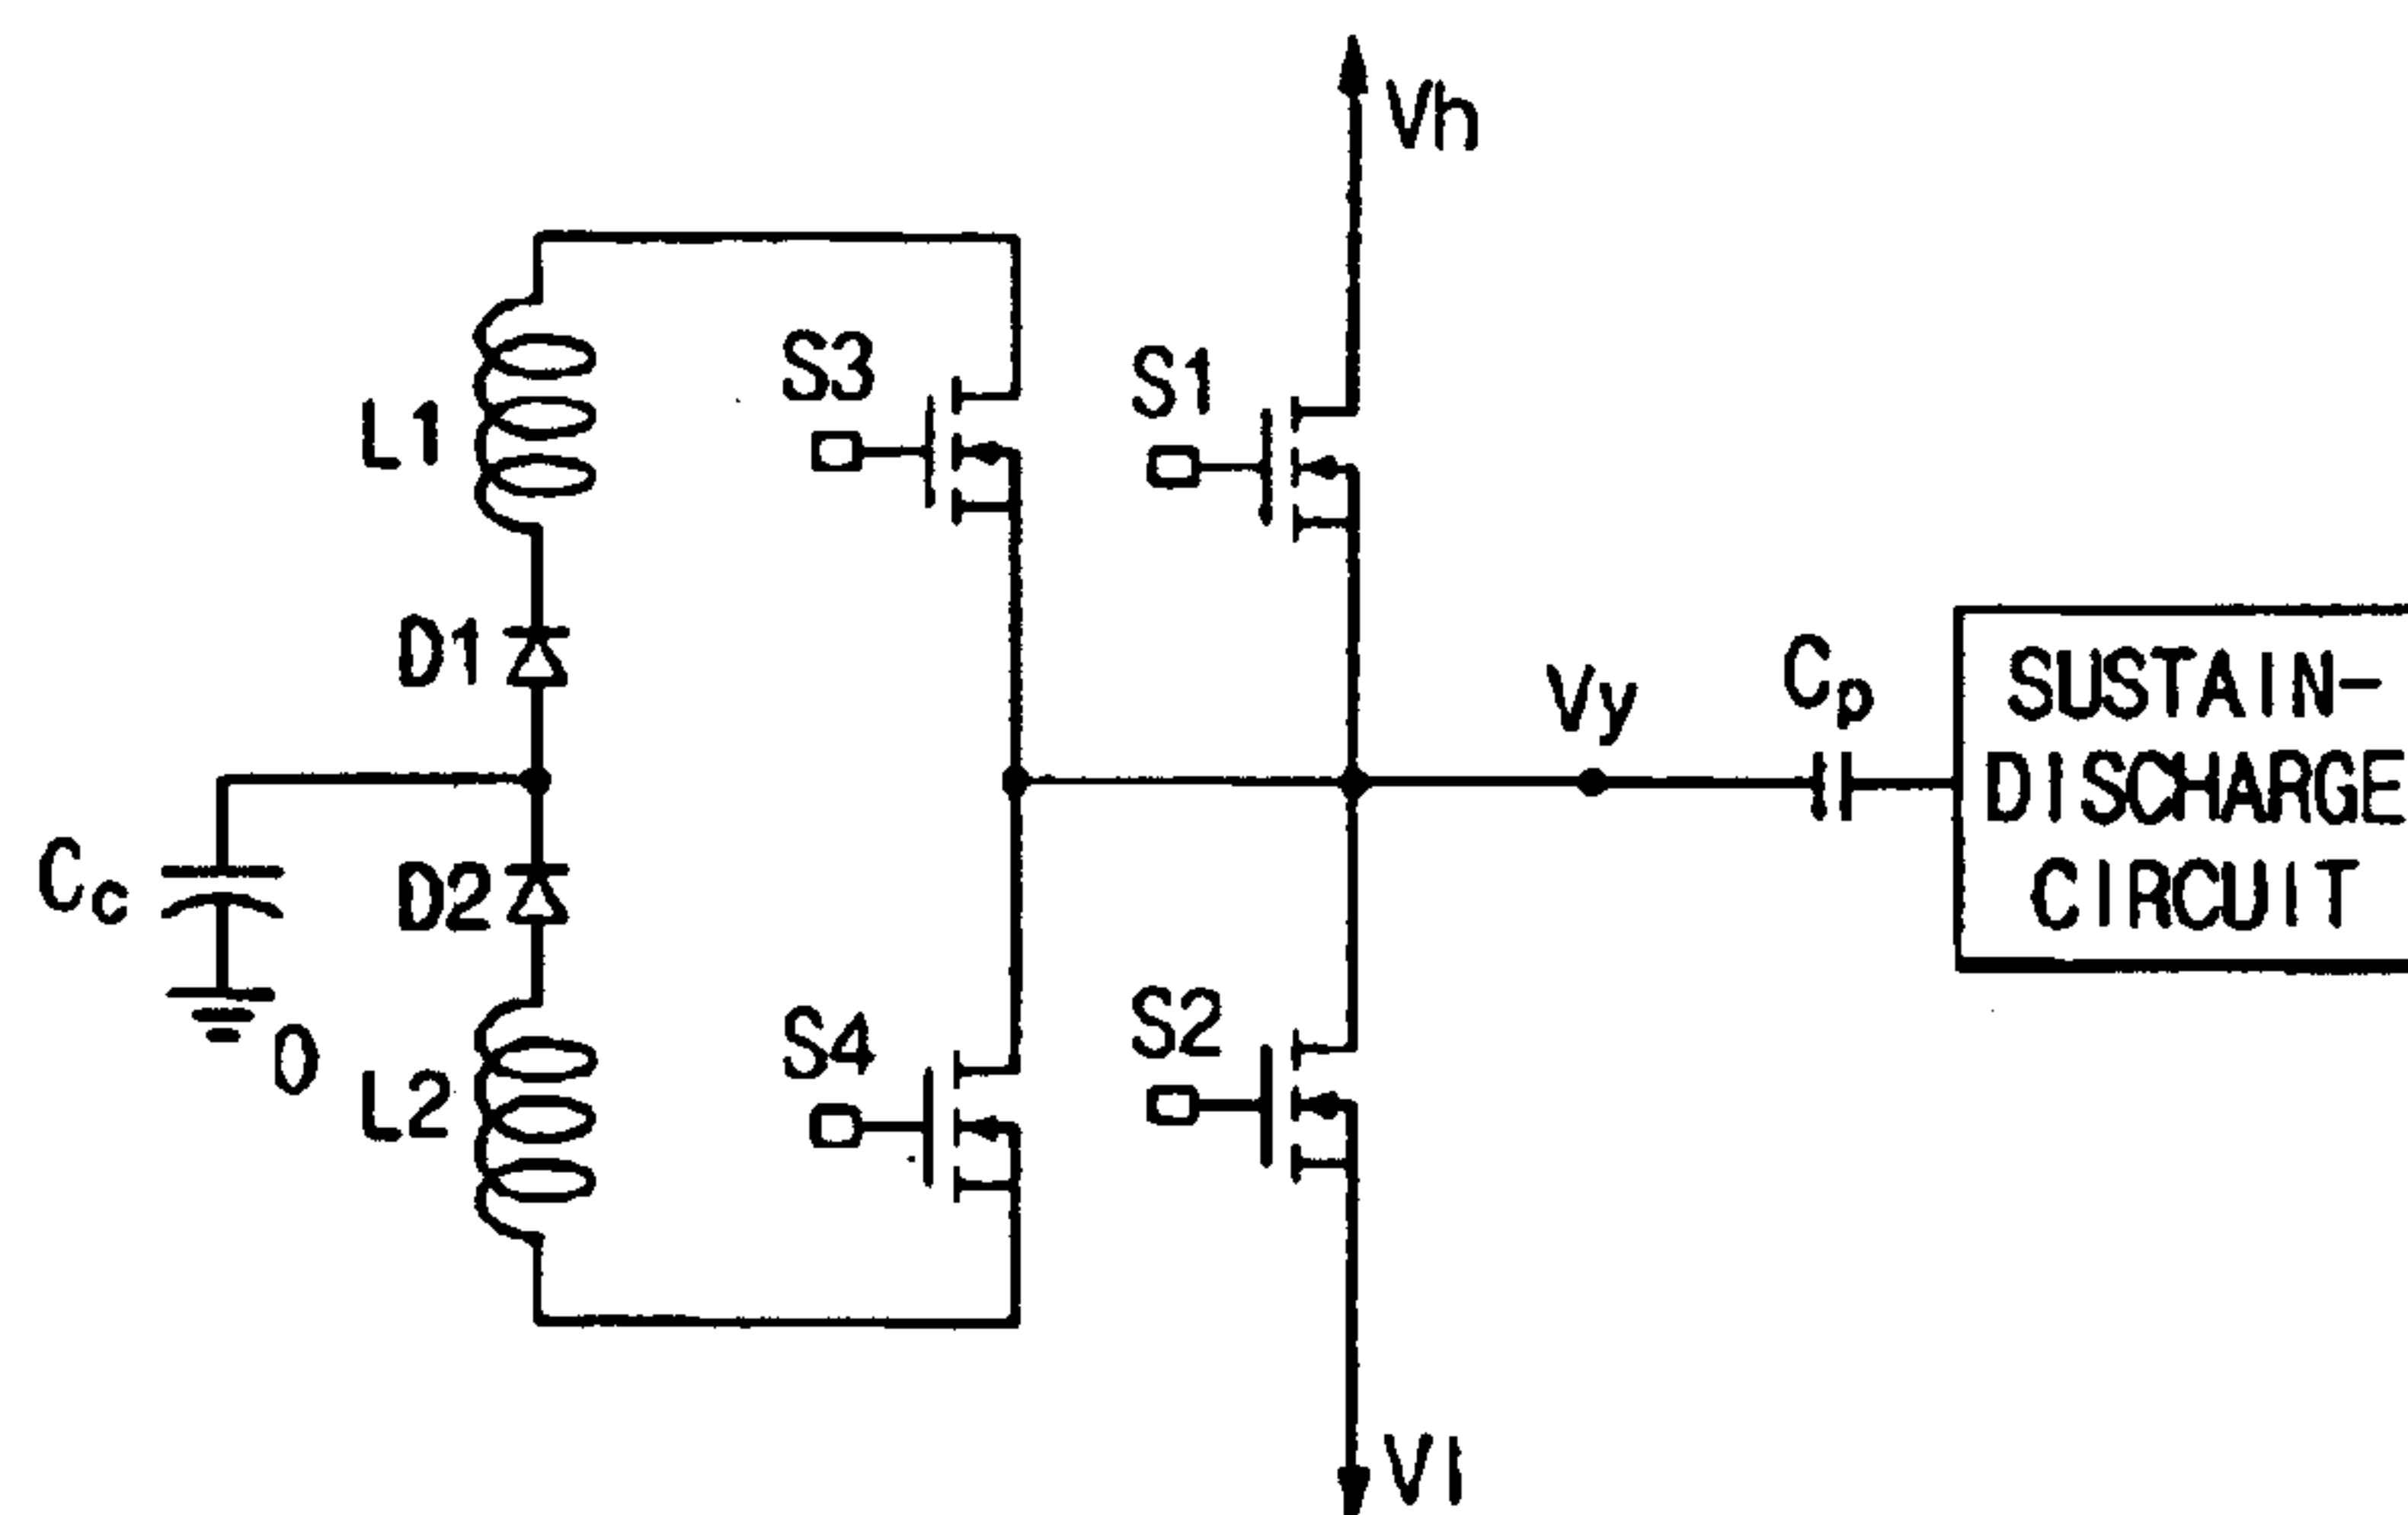 Vh
S3
S1
L1
D1
Vy
Cp
SUSTAIN-
DISCHARGE
CIRCUIT
Cc
D2
0
S4
S2
L2
Vl